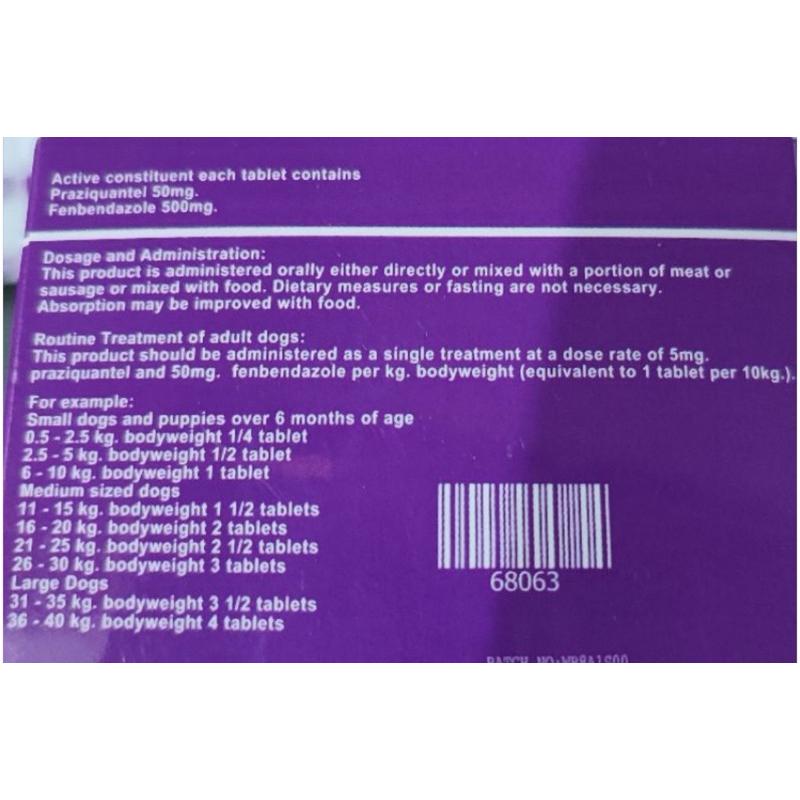 Active constituent each tablet contains
Praziquantel 50mg.
Fenbendazole 500mg.
Dosage and Administration:
This product is administered orally either directly or mixed with a portion of meat or
sausage or mixed with food. Dietary measures or fasting are not necessary.
Absorption may be improved with food.
Routine Treatment of adult dogs:
This product should be administered as a single treatment at a dose rate of 5mg.
praziquantel and 50mg. fenbendazole per kg. bodyweight (equivalent to 1 tablet per 10kg.).
For example:
Small dogs and puppies over 6 months of age
0.5 - 2.5 kg. bodyweight 1/4 tablet
2.5 - 5 kg. bodyweight 1/2 tablet
6 - 10 kg. bodyweight 1 tablet
Medium sized dogs
11 - 15 kg. bodyweight 1 1/2 tablets
16 - 20 kg. bodyweight 2 tablets
21 - 25 kg. bodyweight 2 1/2 tablets
26 - 30 kg. bodyweight 3 tablets
Large Dogs
31 - 35 kg. bodyweight 3 1/2 tablets
36 - 40 kg. bodyweight 4 tablets
68063
BATCH